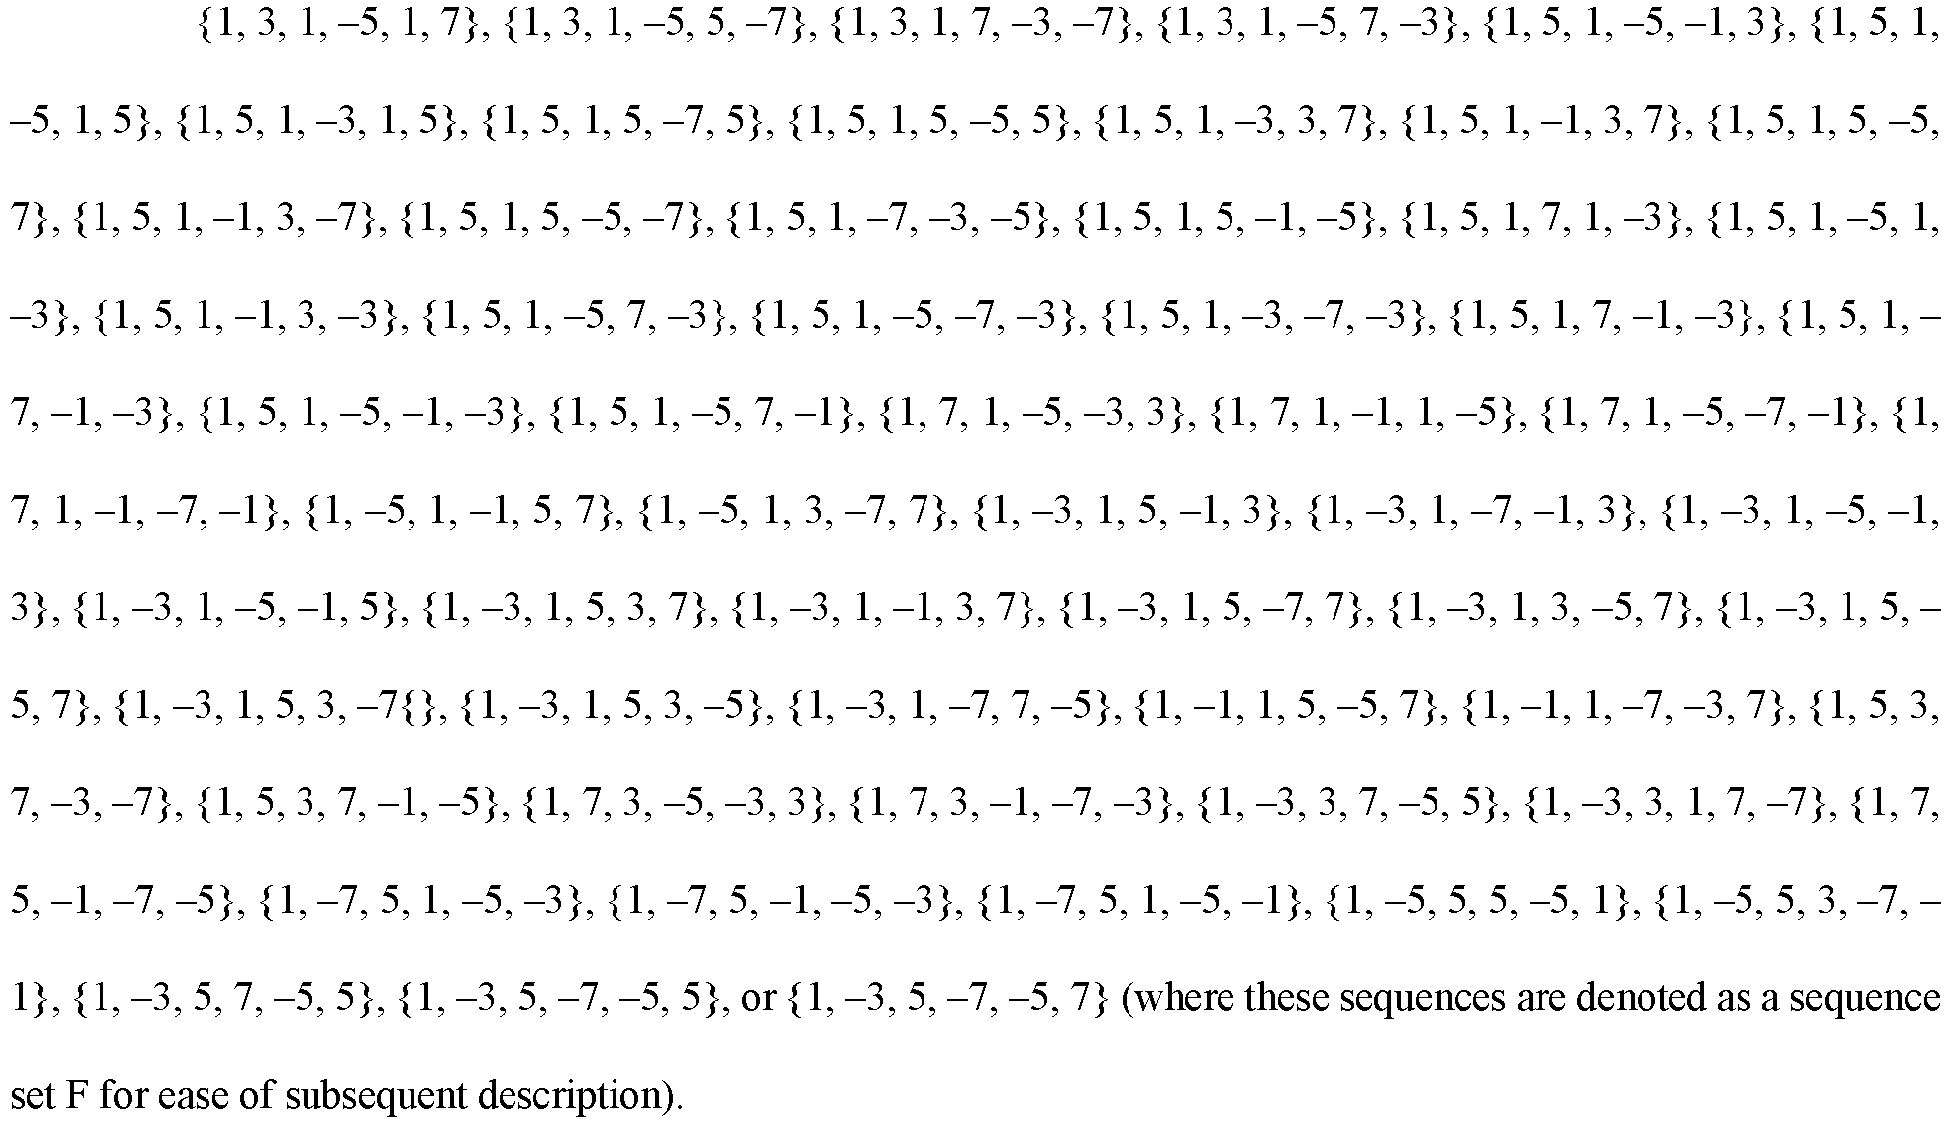 {1, 3, 1, –5, 1, 7}, {1, 3, 1, –5, 5, –7}, {1, 3, 1, 7, –3, –7}, {1, 3, 1, –5, 7, –3}, {1, 5, 1, –5, –1, 3}, {1, 5, 1,
–5, 1, 5}, {1, 5, 1, –3, 1, 5}, {1, 5, 1, 5, –7, 5}, {1, 5, 1, 5, –5, 5}, {1, 5, 1, –3, 3, 7}, {1, 5, 1, –1, 3, 7}, {1, 5, 1, 5, –5,
7}, {1, 5, 1, –1, 3, –7}, {1, 5, 1, 5, –5, –7}, {1, 5, 1, –7, –3, –5}, {1, 5, 1, 5, –1, –5}, {1, 5, 1, 7, 1, –3}, {1, 5, 1, –5, 1,
–3}, {1, 5, 1, –1, 3, –3}, {1, 5, 1, –5, 7, –3}, {1, 5, 1, –5, –7, –3}, {1, 5, 1, –3, –7, –3}, {1, 5, 1, 7, –1, –3}, {1, 5, 1, –
7, –1, –3}, {1, 5, 1, –5, –1, –3}, {1, 5, 1, –5, 7, –1}, {1, 7, 1, –5, –3, 3}, {1, 7, 1, –1, 1, –5}, {1, 7, 1, –5, –7, –1}, {1,
7, 1, –1, –7, –1}, {1, –5, 1, –1, 5, 7}, {1, –5, 1, 3, –7, 7}, {1, –3, 1, 5, –1, 3}, {1, –3, 1, –7, –1, 3}, {1, –3, 1, –5, –1,
3}, {1, –3, 1, –5, –1, 5}, {1, –3, 1, 5, 3, 7}, {1, –3, 1, –1, 3, 7}, {1, –3, 1, 5, –7, 7}, {1, –3, 1, 3, –5, 7}, {1, –3, 1, 5, –
5, 7}, {1, –3, 1, 5, 3, –7{}, {1, –3, 1, 5, 3, –5}, {1, –3, 1, –7, 7, –5}, {1, –1, 1, 5, –5, 7}, {1, –1, 1, –7, –3, 7}, {1, 5, 3,
7, –3, –7}, {1, 5, 3, 7, –1, –5}, {1, 7, 3, –5, –3, 3}, {1, 7, 3, –1, –7, –3}, {1, –3, 3, 7, –5, 5}, {1, –3, 3, 1, 7, –7}, {1, 7,
5, –1, –7, –5}, {1, –7, 5, 1, –5, –3}, {1, –7, 5, –1, –5, –3}, {1, –7, 5, 1, –5, –1}, {1, –5, 5, 5, –5, 1}, {1, –5, 5, 3, –7, –
1}, {1, –3, 5, 7, –5, 5}, {1, –3, 5, –7, –5, 5}, or {1, –3, 5, –7, –5, 7} (where these sequences are denoted as a sequence
set F for ease of subsequent description).